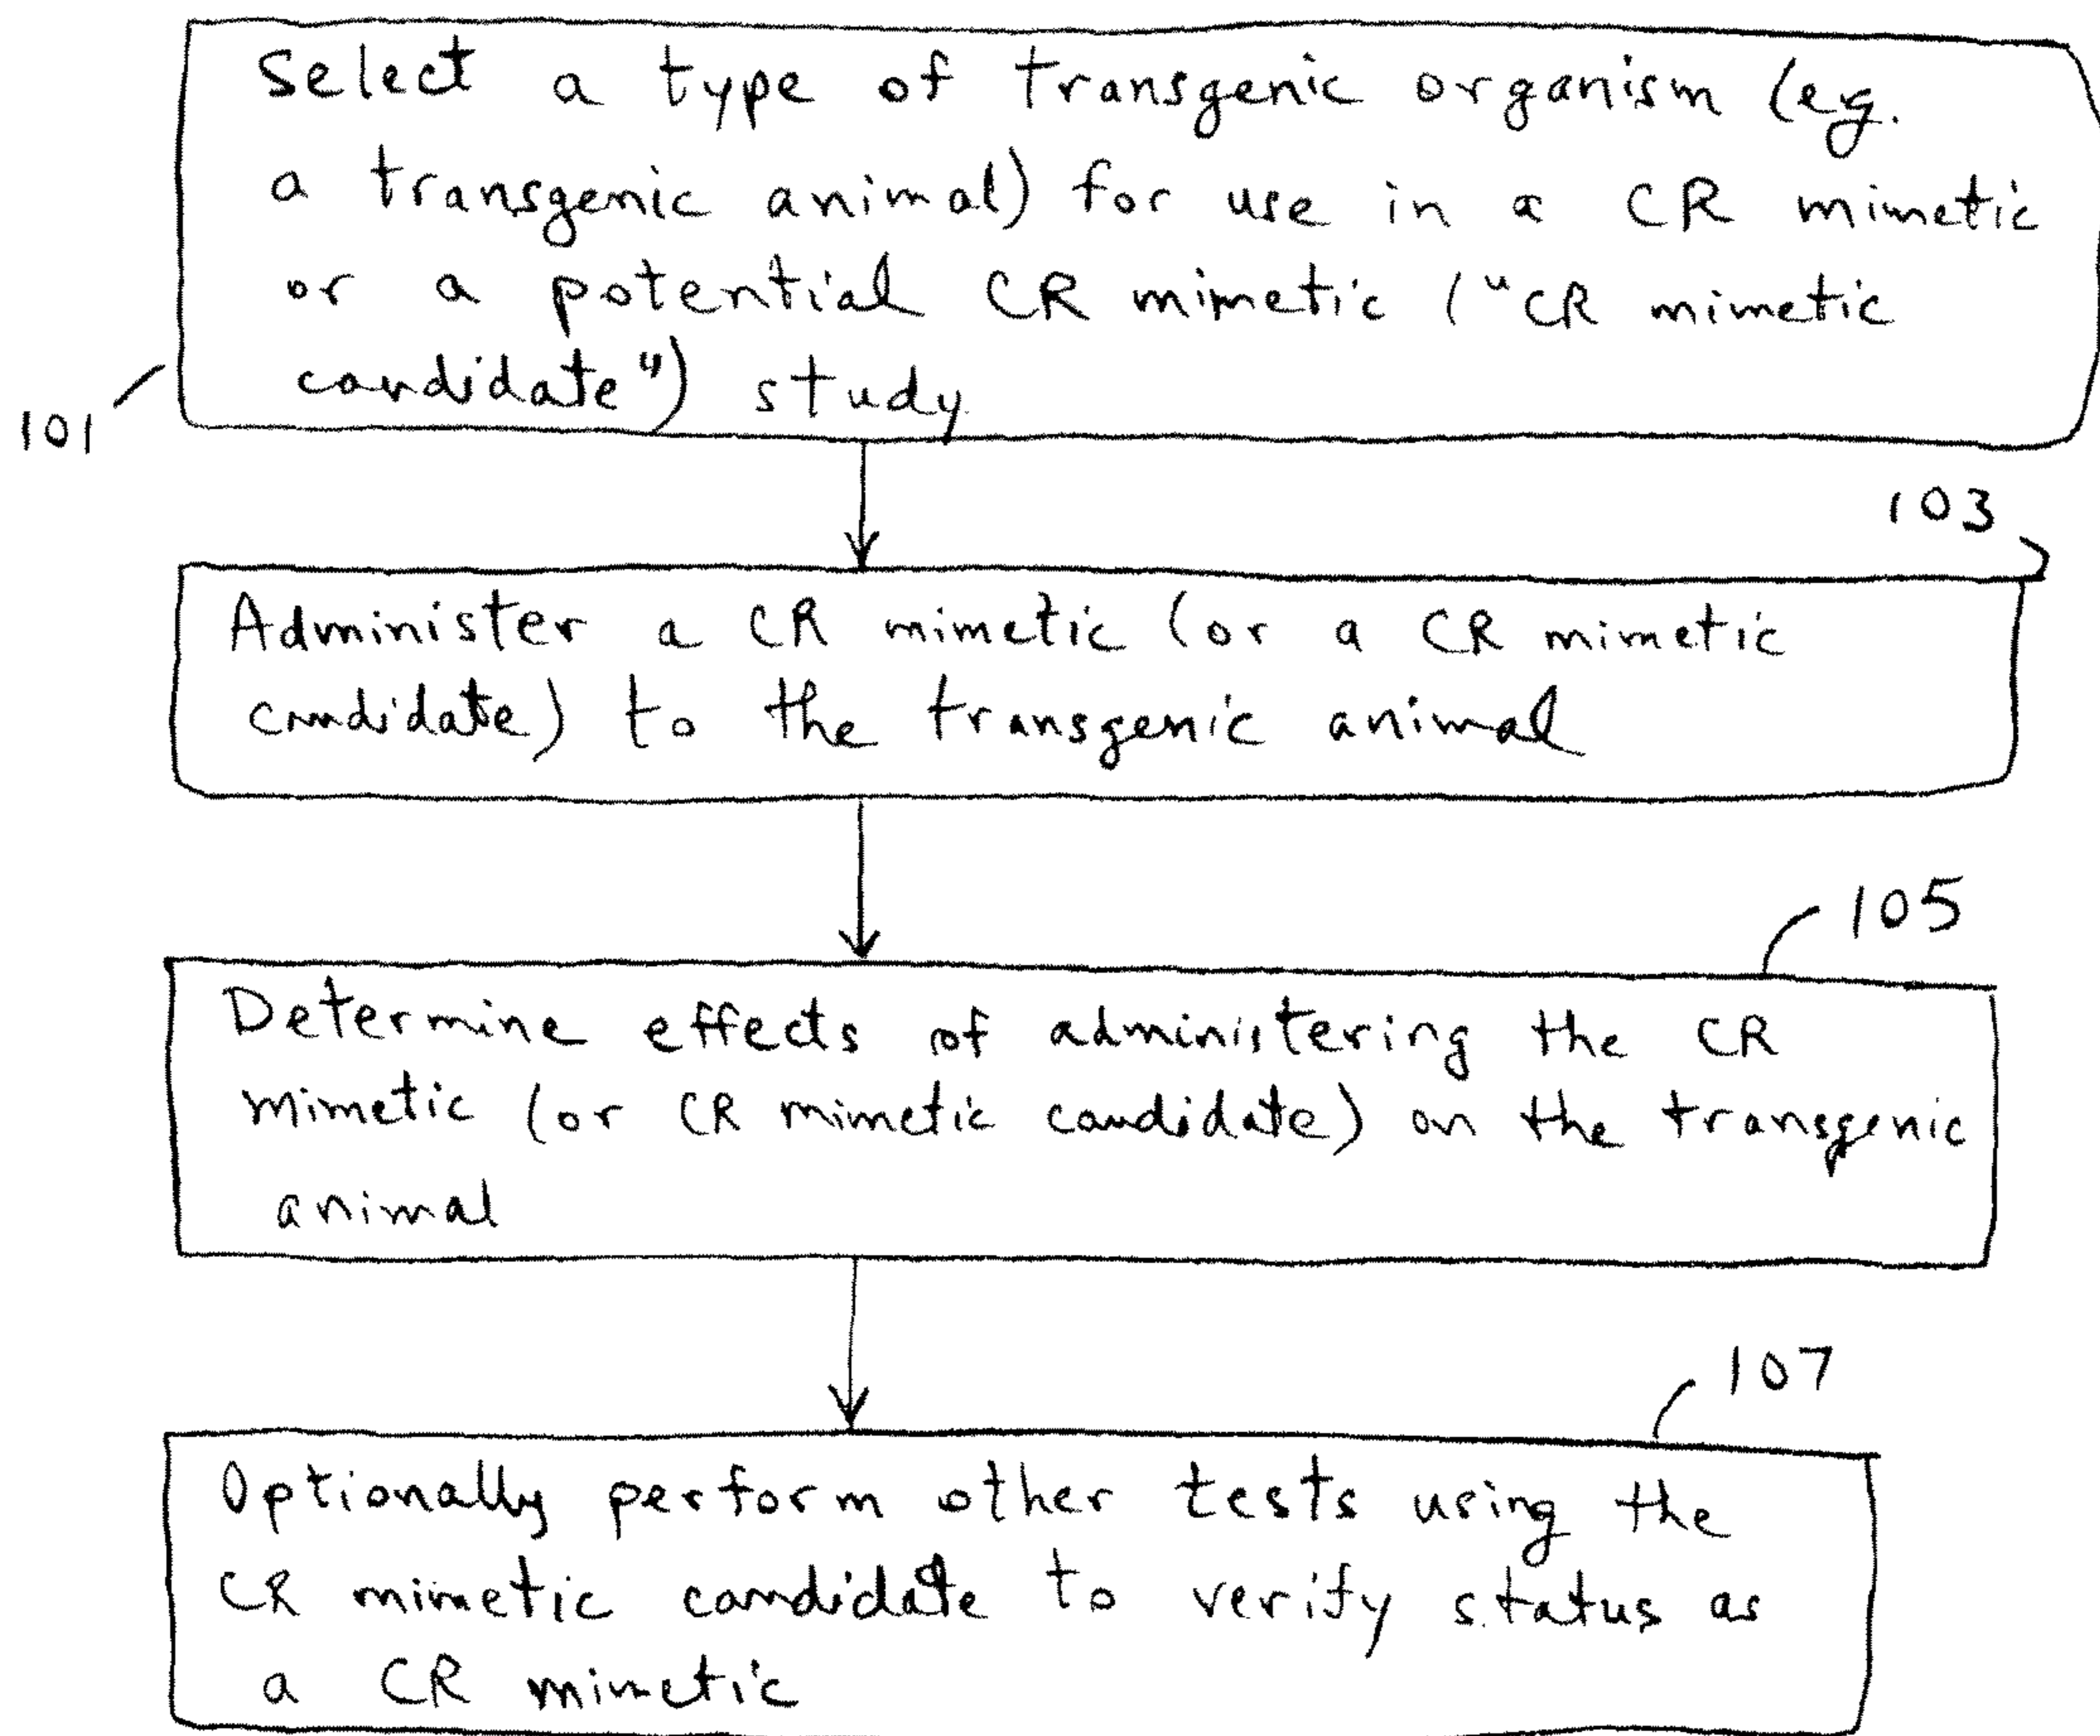 Select a type of transgenic organism (eg.
a transgenic animal) for use in a CR mimetic
or a potential CR mimetic ("CR mimetic
candidate") study
101
103
Administer a CR mimetic (or a CR mimetic
candidate) to the transgenic animal
105
Determine effects of administering the CR
mimetic (or CR mimetic candidate) on the transgenic
animal
107
Optionally perform other tests using the
CR mimetic candidate to verify status as
a CR mimetic